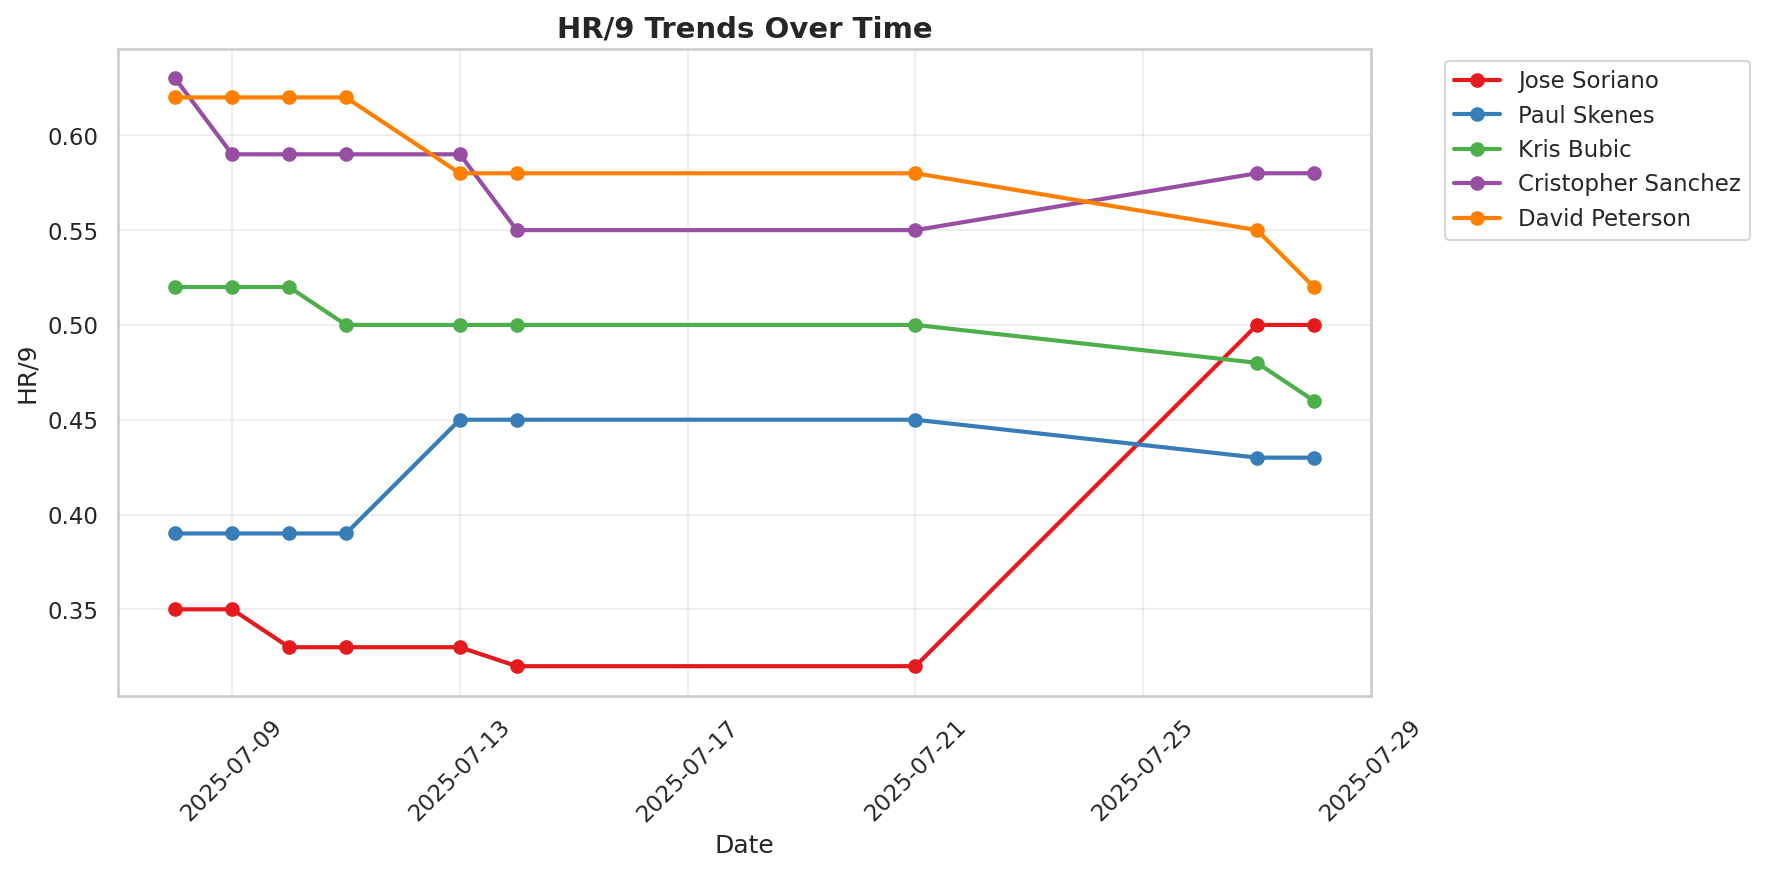 HR/9 Trends Over Time
HR/9
0.60
0.55
0.50
0.45
0.40
0.35
2025-07-09
2025-07-13
2025-07-17
2025-07-21
2025-07-25
2025-07-29
Date
Jose Soriano
Paul Skenes
Kris Bubic
Cristopher Sanchez
David Peterson